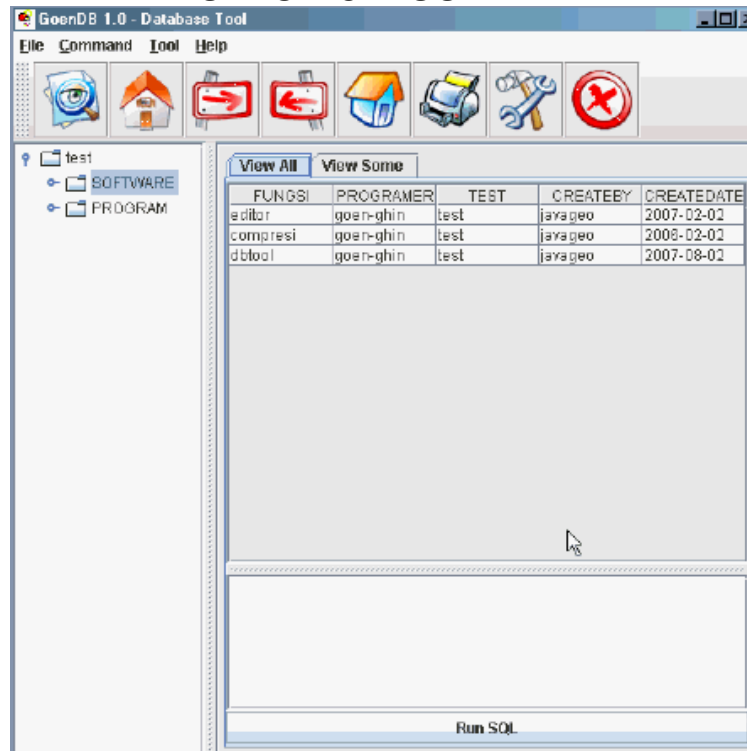 GoenDB 1.0 - Database Tool
File Command Tool Help
test
SOFTWARE
PROGRAM
View All View Some
FUNGSI PROGRAMER TEST CREATEBY CREATEDATE
editor goen-ghin test javageo 2007-02-02
compresi goen-ghin test javageo 2006-02-02
dbtool goen-ghin test javageo 2007-08-02
Run SQL